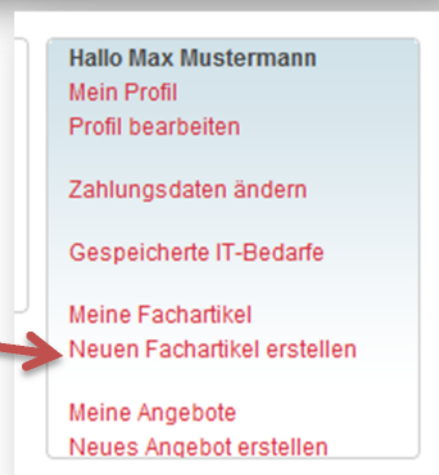 Hallo Max Mustermann
Mein Profil
Profil bearbeiten
Zahlungsdaten ändern
Gespeicherte IT-Bedarfe
Meine Fachartikel
Neuen Fachartikel erstellen
Meine Angebote
Neues Angebot erstellen